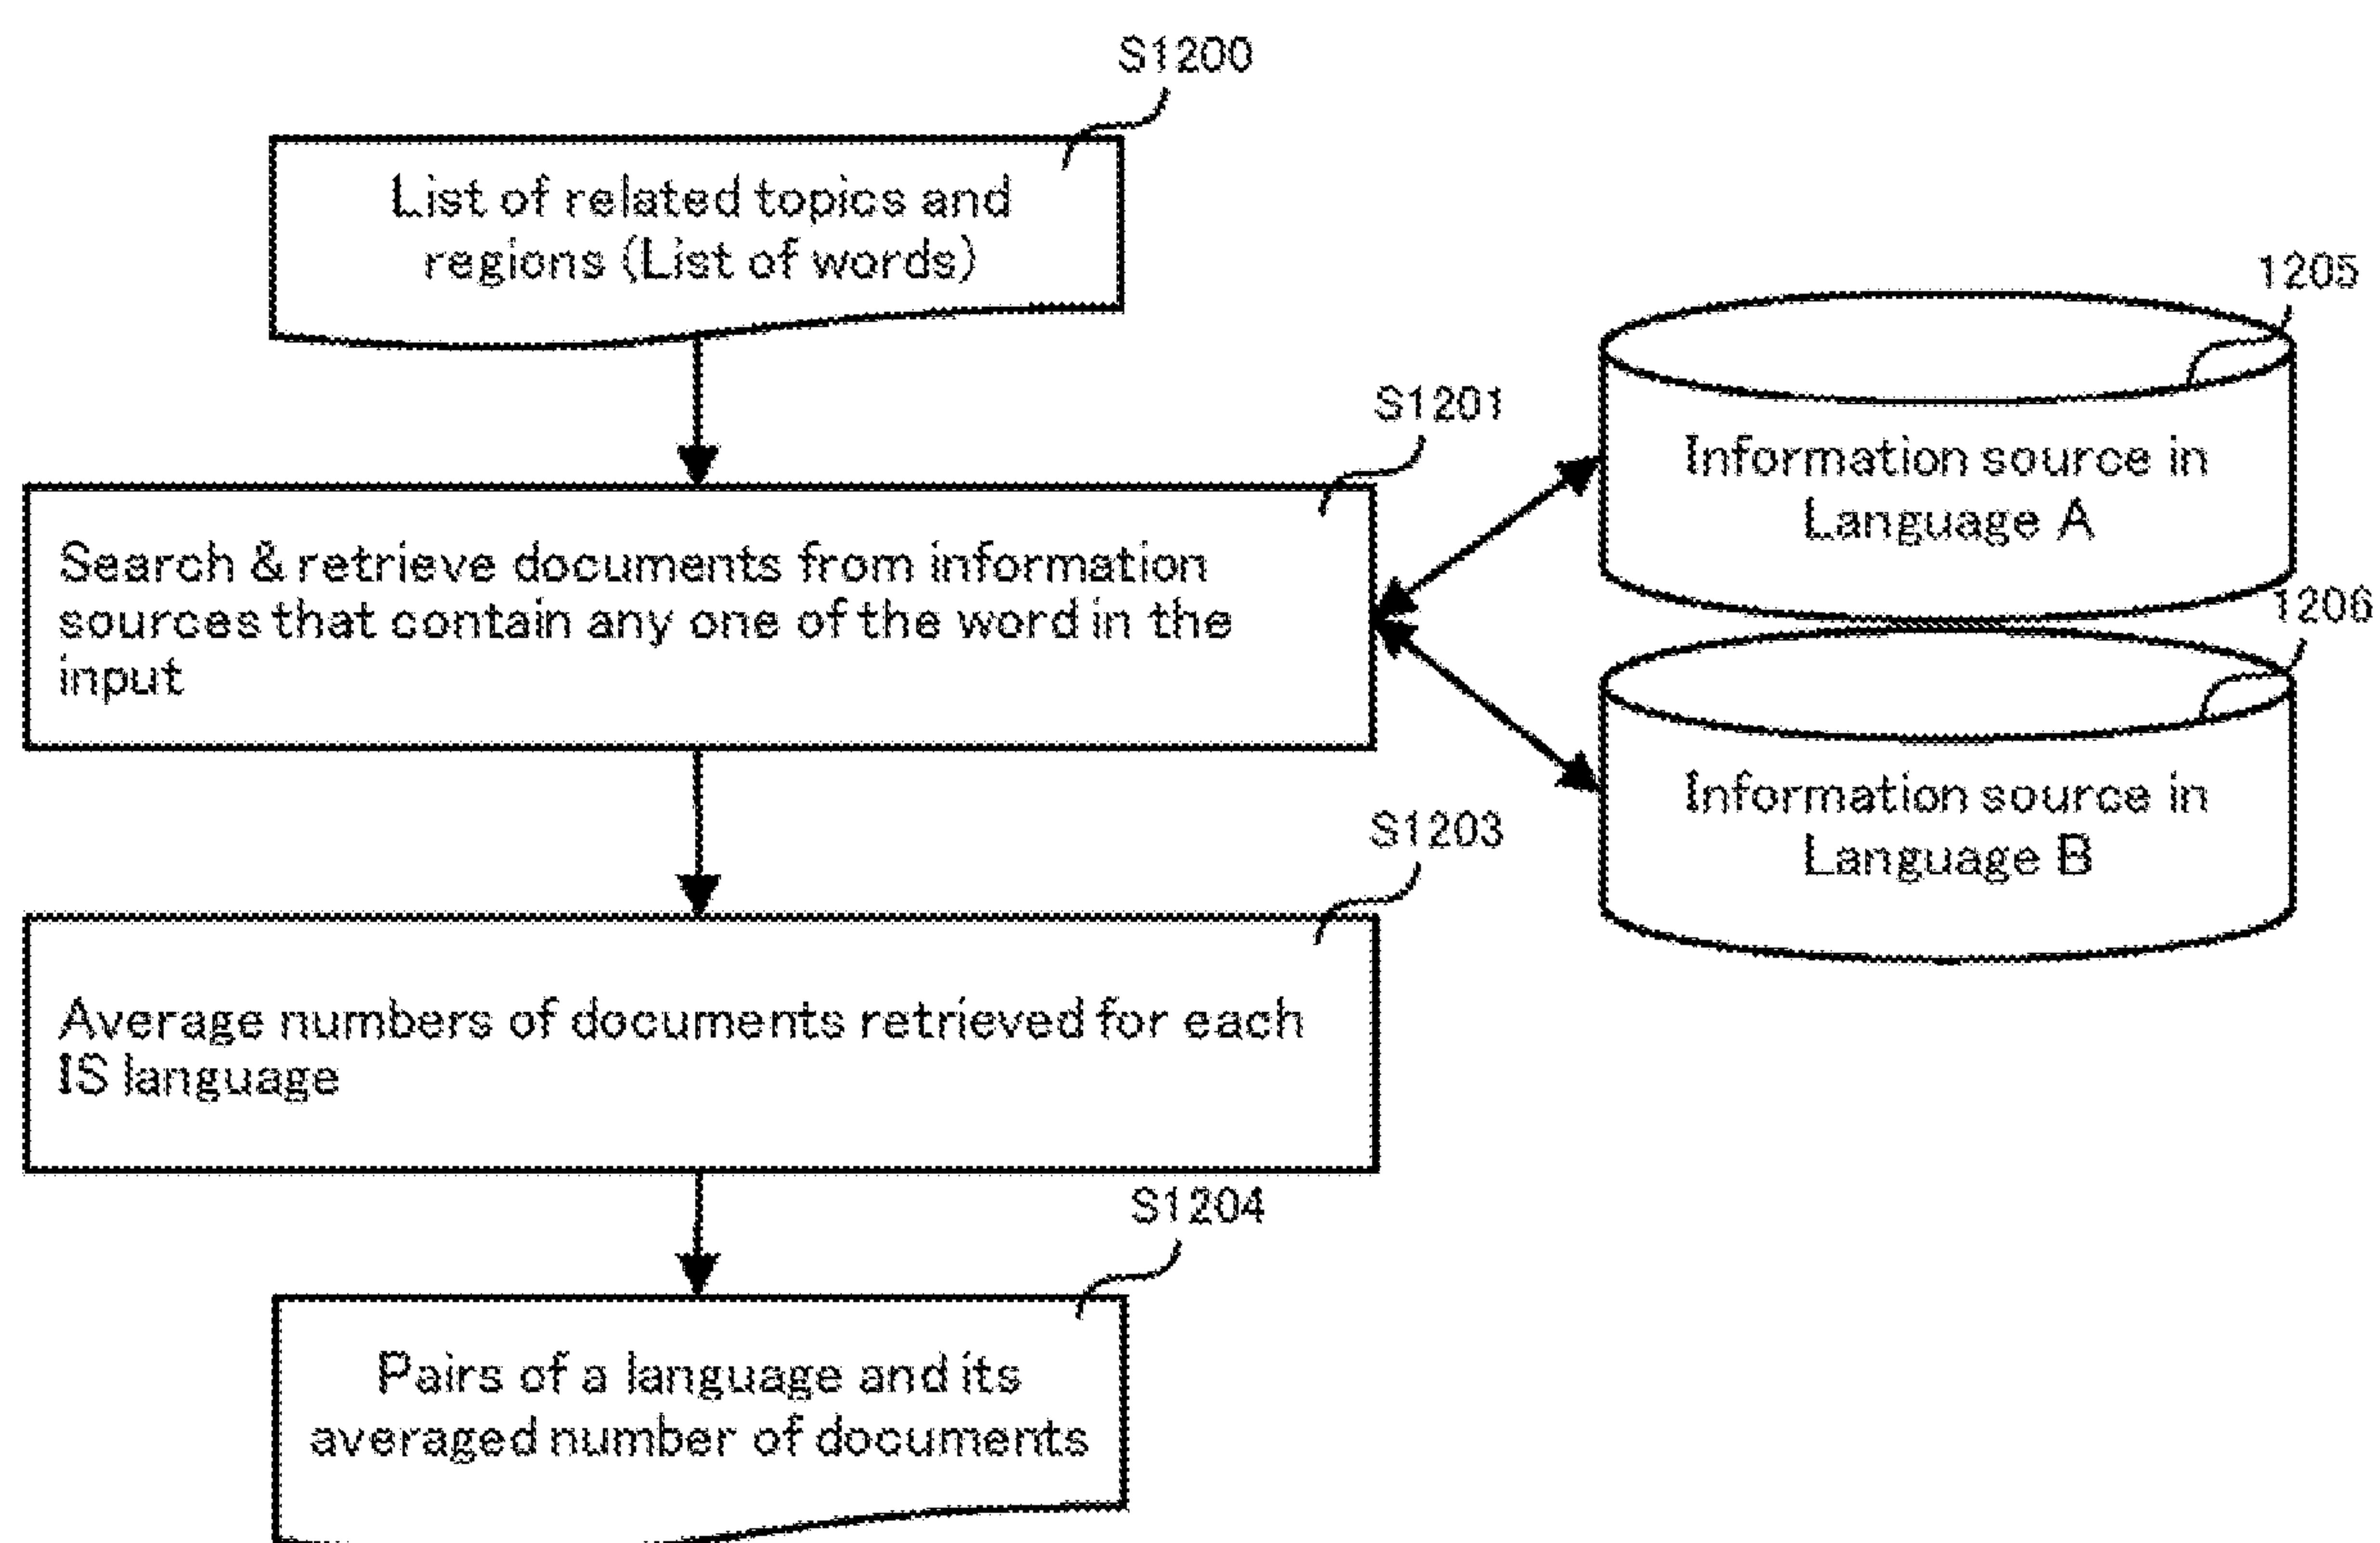 S1200
List of related topics and
regions (List of words)
1205
S1201
Information source in
Language A
Search & retrieve documents from information
sources that contain any one of the word in the
input
1206
Information source in
Language B
S1203
Average numbers of documents retrieved for each
IS language
S1204
Pairs of a language and its
averaged number of documents